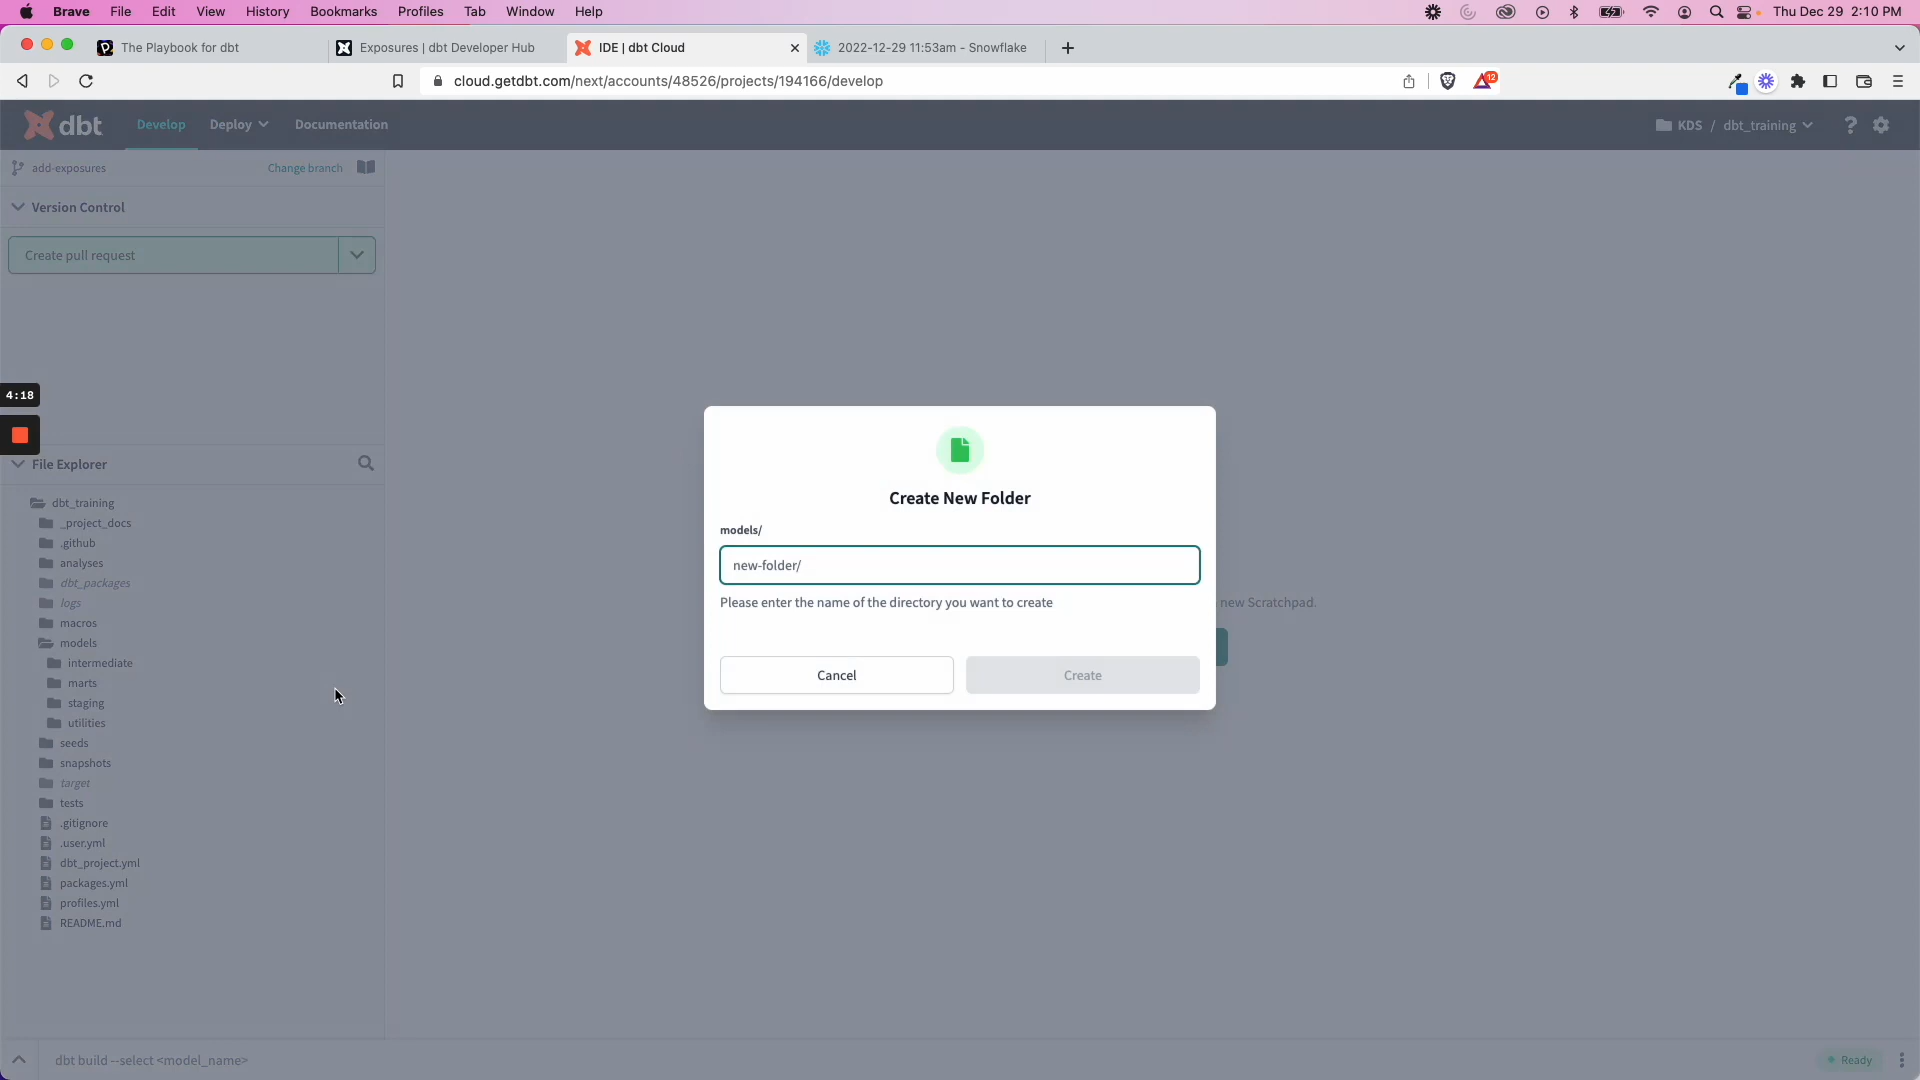 Brave File Edit View History Bookmarks Profiles Tab Window Help Thu Dec 29 2:10 PM
The Playbook for dbt Exposures | dbt Developer Hub IDE | dbt Cloud 2022-12-29 11:53am - Snowflake
cloud.getdbt.com/next/accounts/48526/projects/194166/develop 12
dbt Develop Deploy Documentation KDS / dbt_training
add-exposures Change branch
Version Control
Create pull request
4:18
File Explorer
dbt_training
_project_docs
.github
analyses
dbt_packages
logs
macros
models
intermediate
marts
staging
utilities
seeds
snapshots
target
tests
.gitignore
.user.yml
dbt_project.yml
packages.yml
profiles.yml
README.md
Create New Folder
models/
new-folder/
Please enter the name of the directory you want to create
new Scratchpad.
Cancel Create
dbt build --select <model_name> Ready